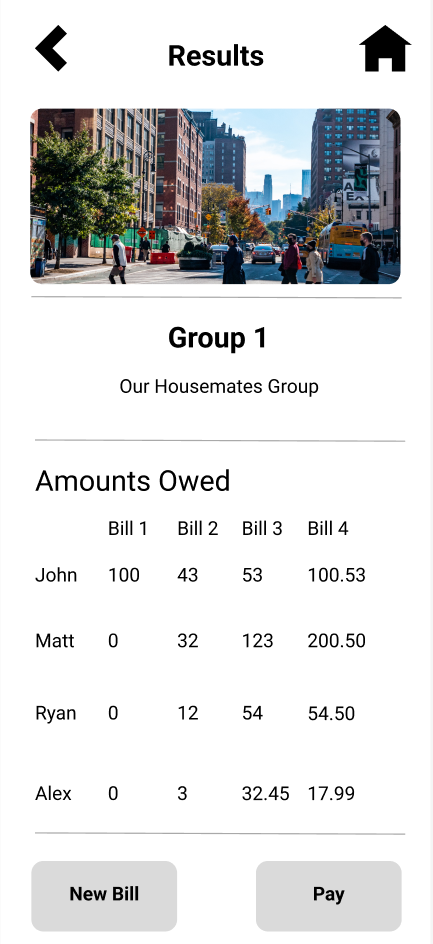 Results
Group 1
Our Housemates Group
Amounts Owed
Bill 1 Bill 2 Bill 3 Bill 4
John 100 43 53 100.53
Matt 0 32 123 200.50
Ryan 0 12 54 54.50
Alex 0 3 32.45 17.99
New Bill Pay